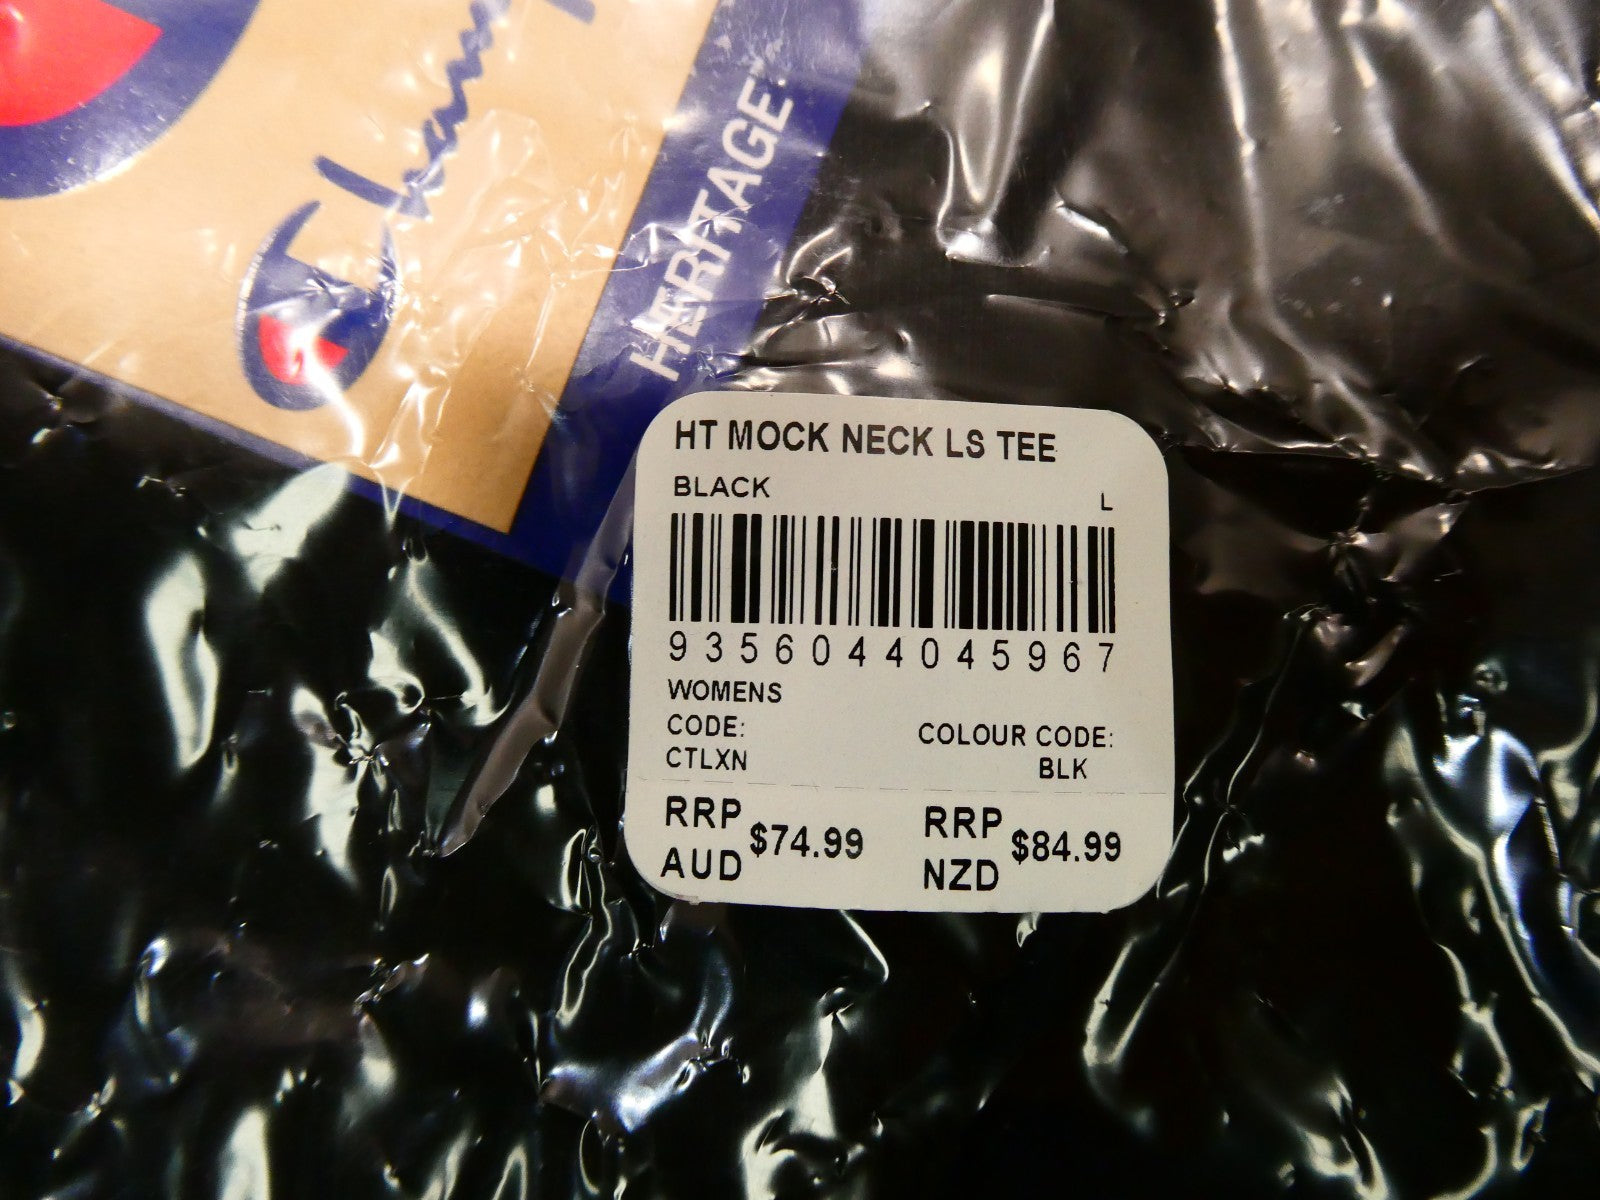 HERITAGE
HT MOCK NECK LS TEE
BLACK
L
9356044045967
WOMENS
CODE:
COLOUR CODE:
CTLXN
BLK
RRP AUD $74.99
RRP NZD $84.99